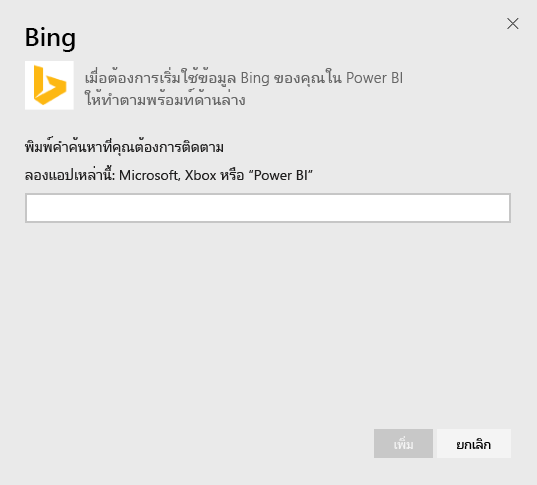 Bing
เมื่อต้องการเริ่มใช้ข้อมูล Bing ของคุณใน Power BI
ให้ทำตามพร้อมท์ด้านล่าง
พิมพ์คำค้นหาที่คุณต้องการติดตาม
ลองแอปเหล่านี้: Microsoft, Xbox หรือ “Power BI”
เพิ่ม
ยกเลิก